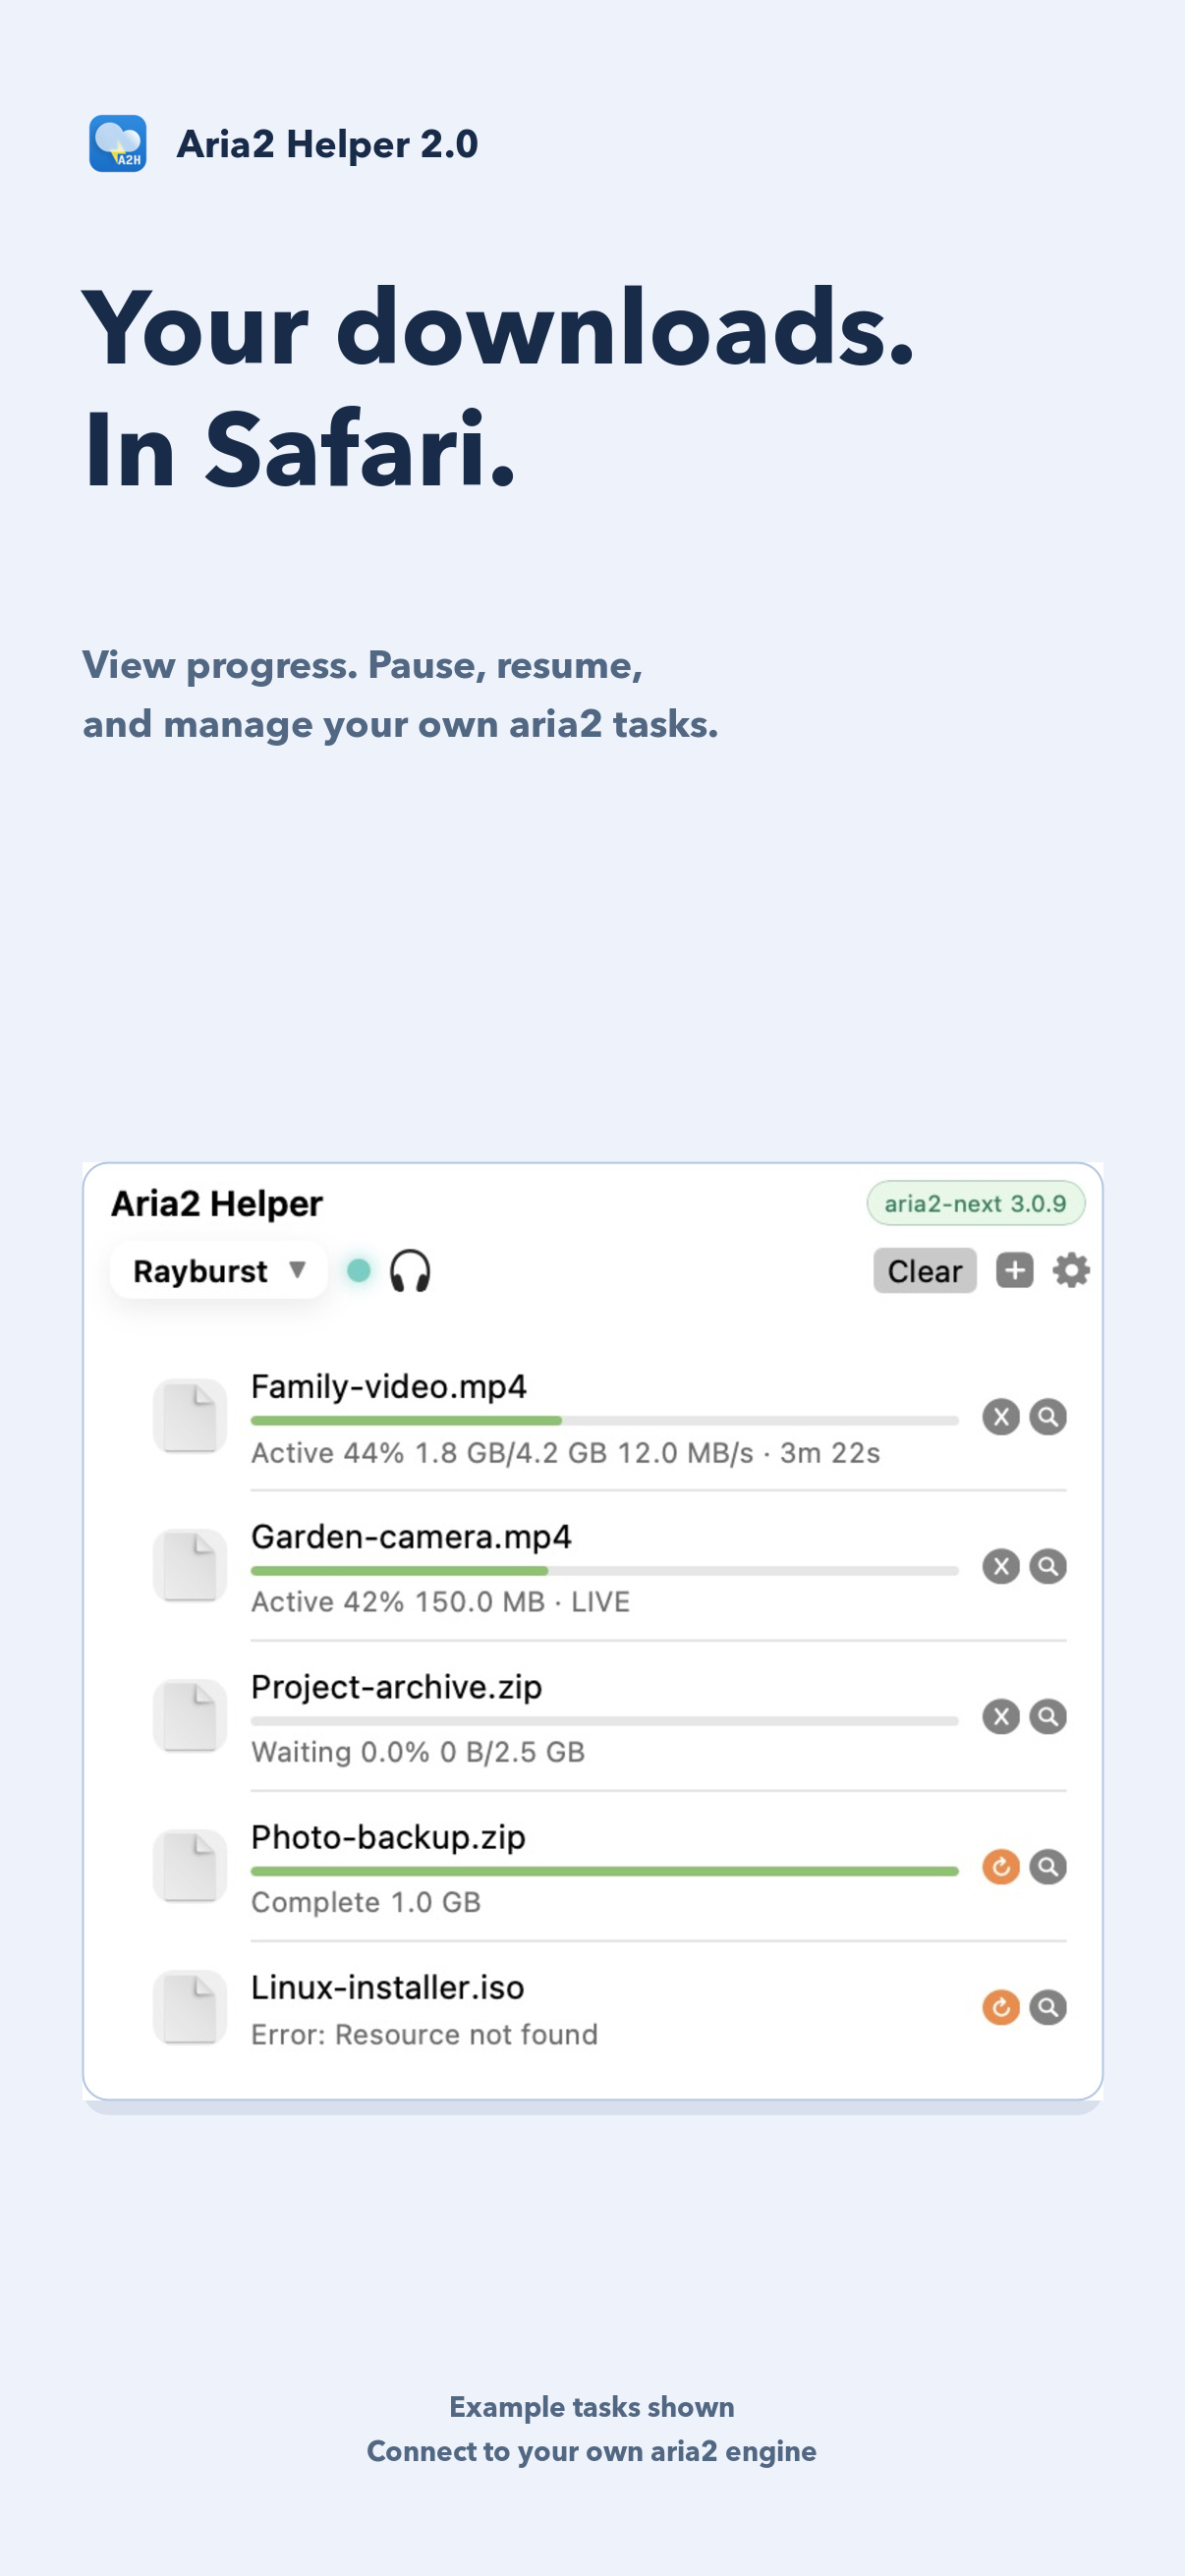 A2H
Aria2 Helper 2.0
Your downloads.
In Safari.
View progress. Pause, resume,
and manage your own aria2 tasks.
Aria2 Helper
aria2-next 3.0.9
Rayburst
Clear
Family-video.mp4
Active 44% 1.8 GB/4.2 GB 12.0 MB/s · 3m 22s
Garden-camera.mp4
Active 42% 150.0 MB · LIVE
Project-archive.zip
Waiting 0.0% 0 B/2.5 GB
Photo-backup.zip
Complete 1.0 GB
Linux-installer.iso
Error: Resource not found
Example tasks shown
Connect to your own aria2 engine